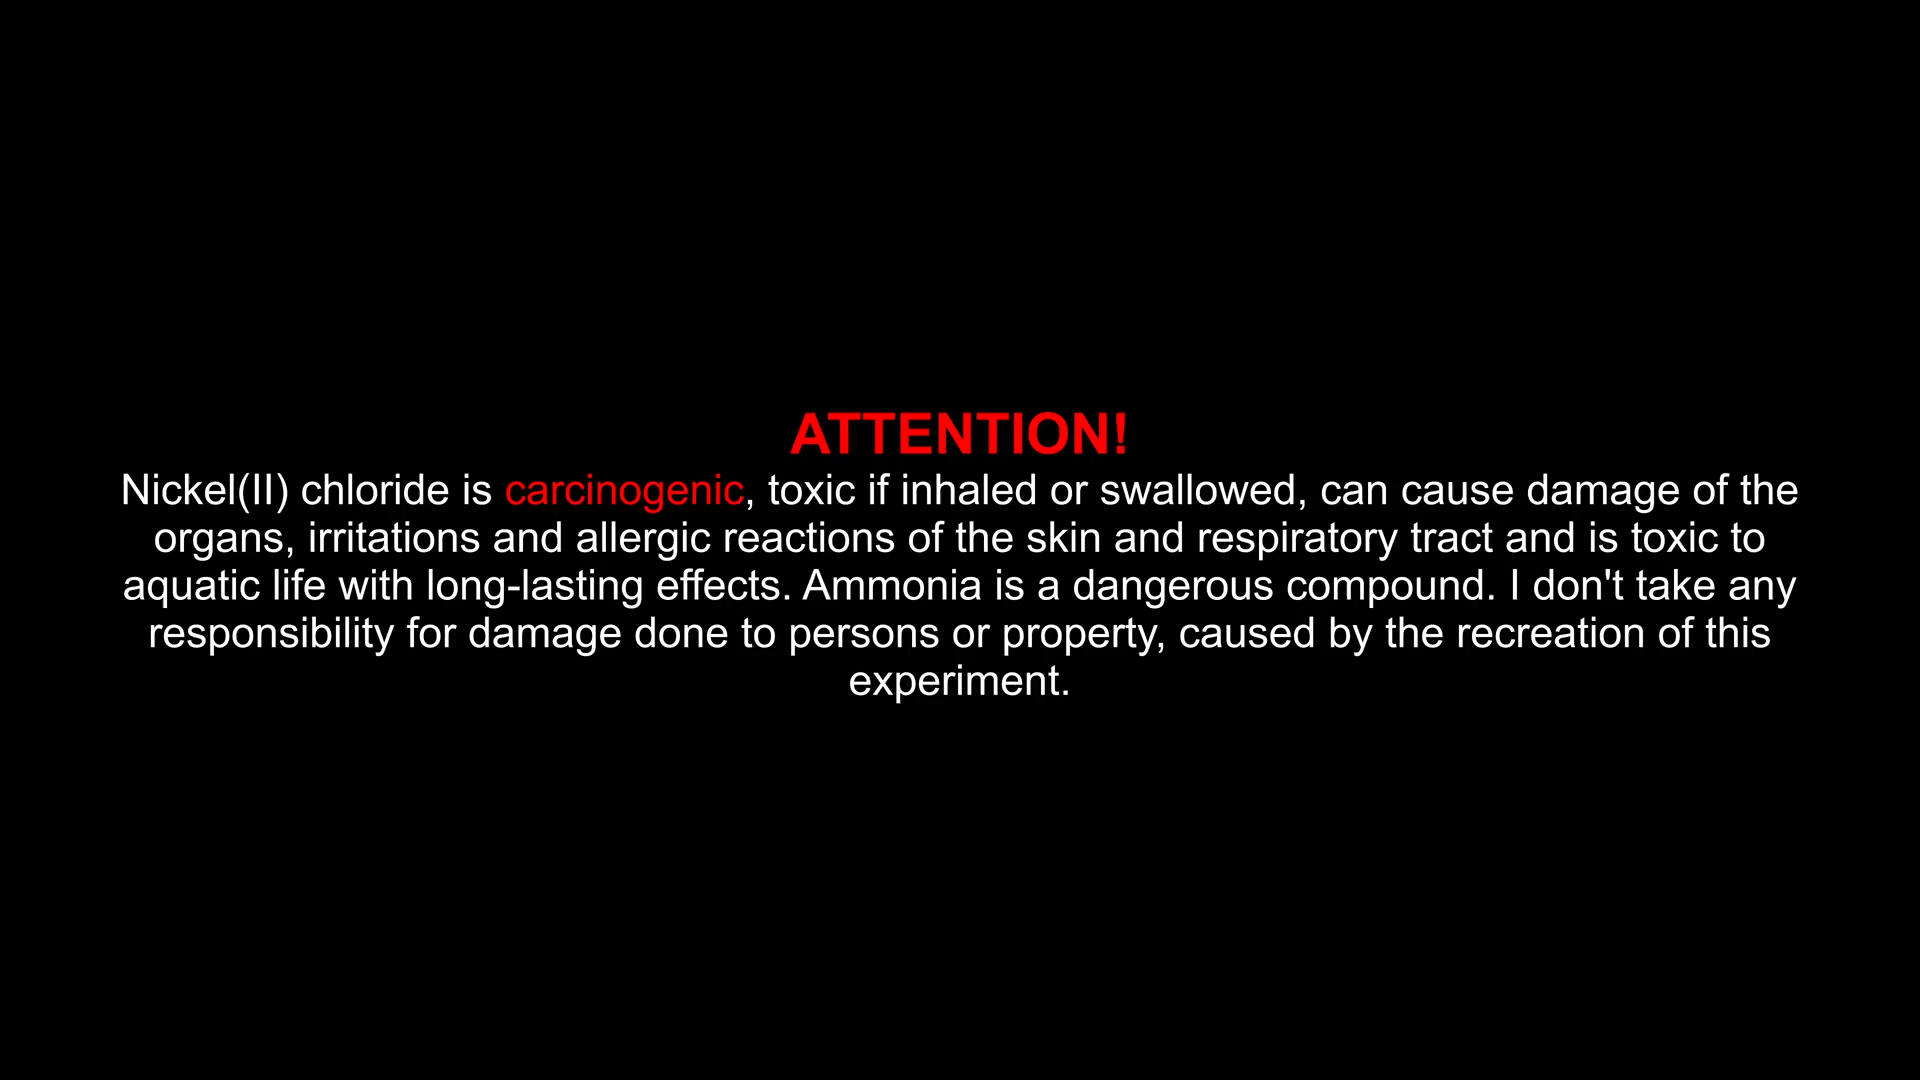 ATTENTION!
Nickel(II) chloride is carcinogenic, toxic if inhaled or swallowed, can cause damage of the
organs, irritations and allergic reactions of the skin and respiratory tract and is toxic to
aquatic life with long-lasting effects. Ammonia is a dangerous compound. I don't take any
responsibility for damage done to persons or property, caused by the recreation of this
experiment.